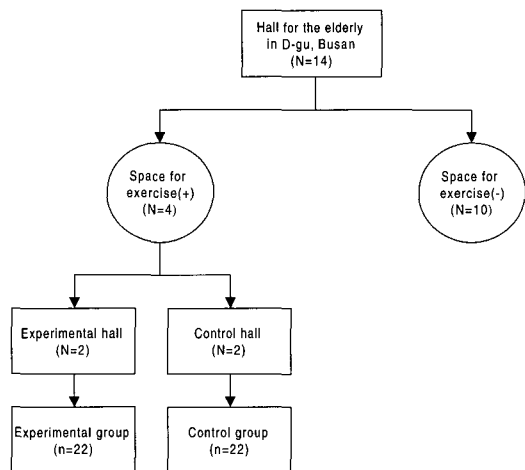 Hall for the elderly
in D-gu, Busan
(N=14)
Space for
exercise(+)
(N=4)
Space for
exercise(-)
(N=10)
Experimental hall
(N=2)
Control hall
(N=2)
Experimental group
(n=22)
Control group
(n=22)